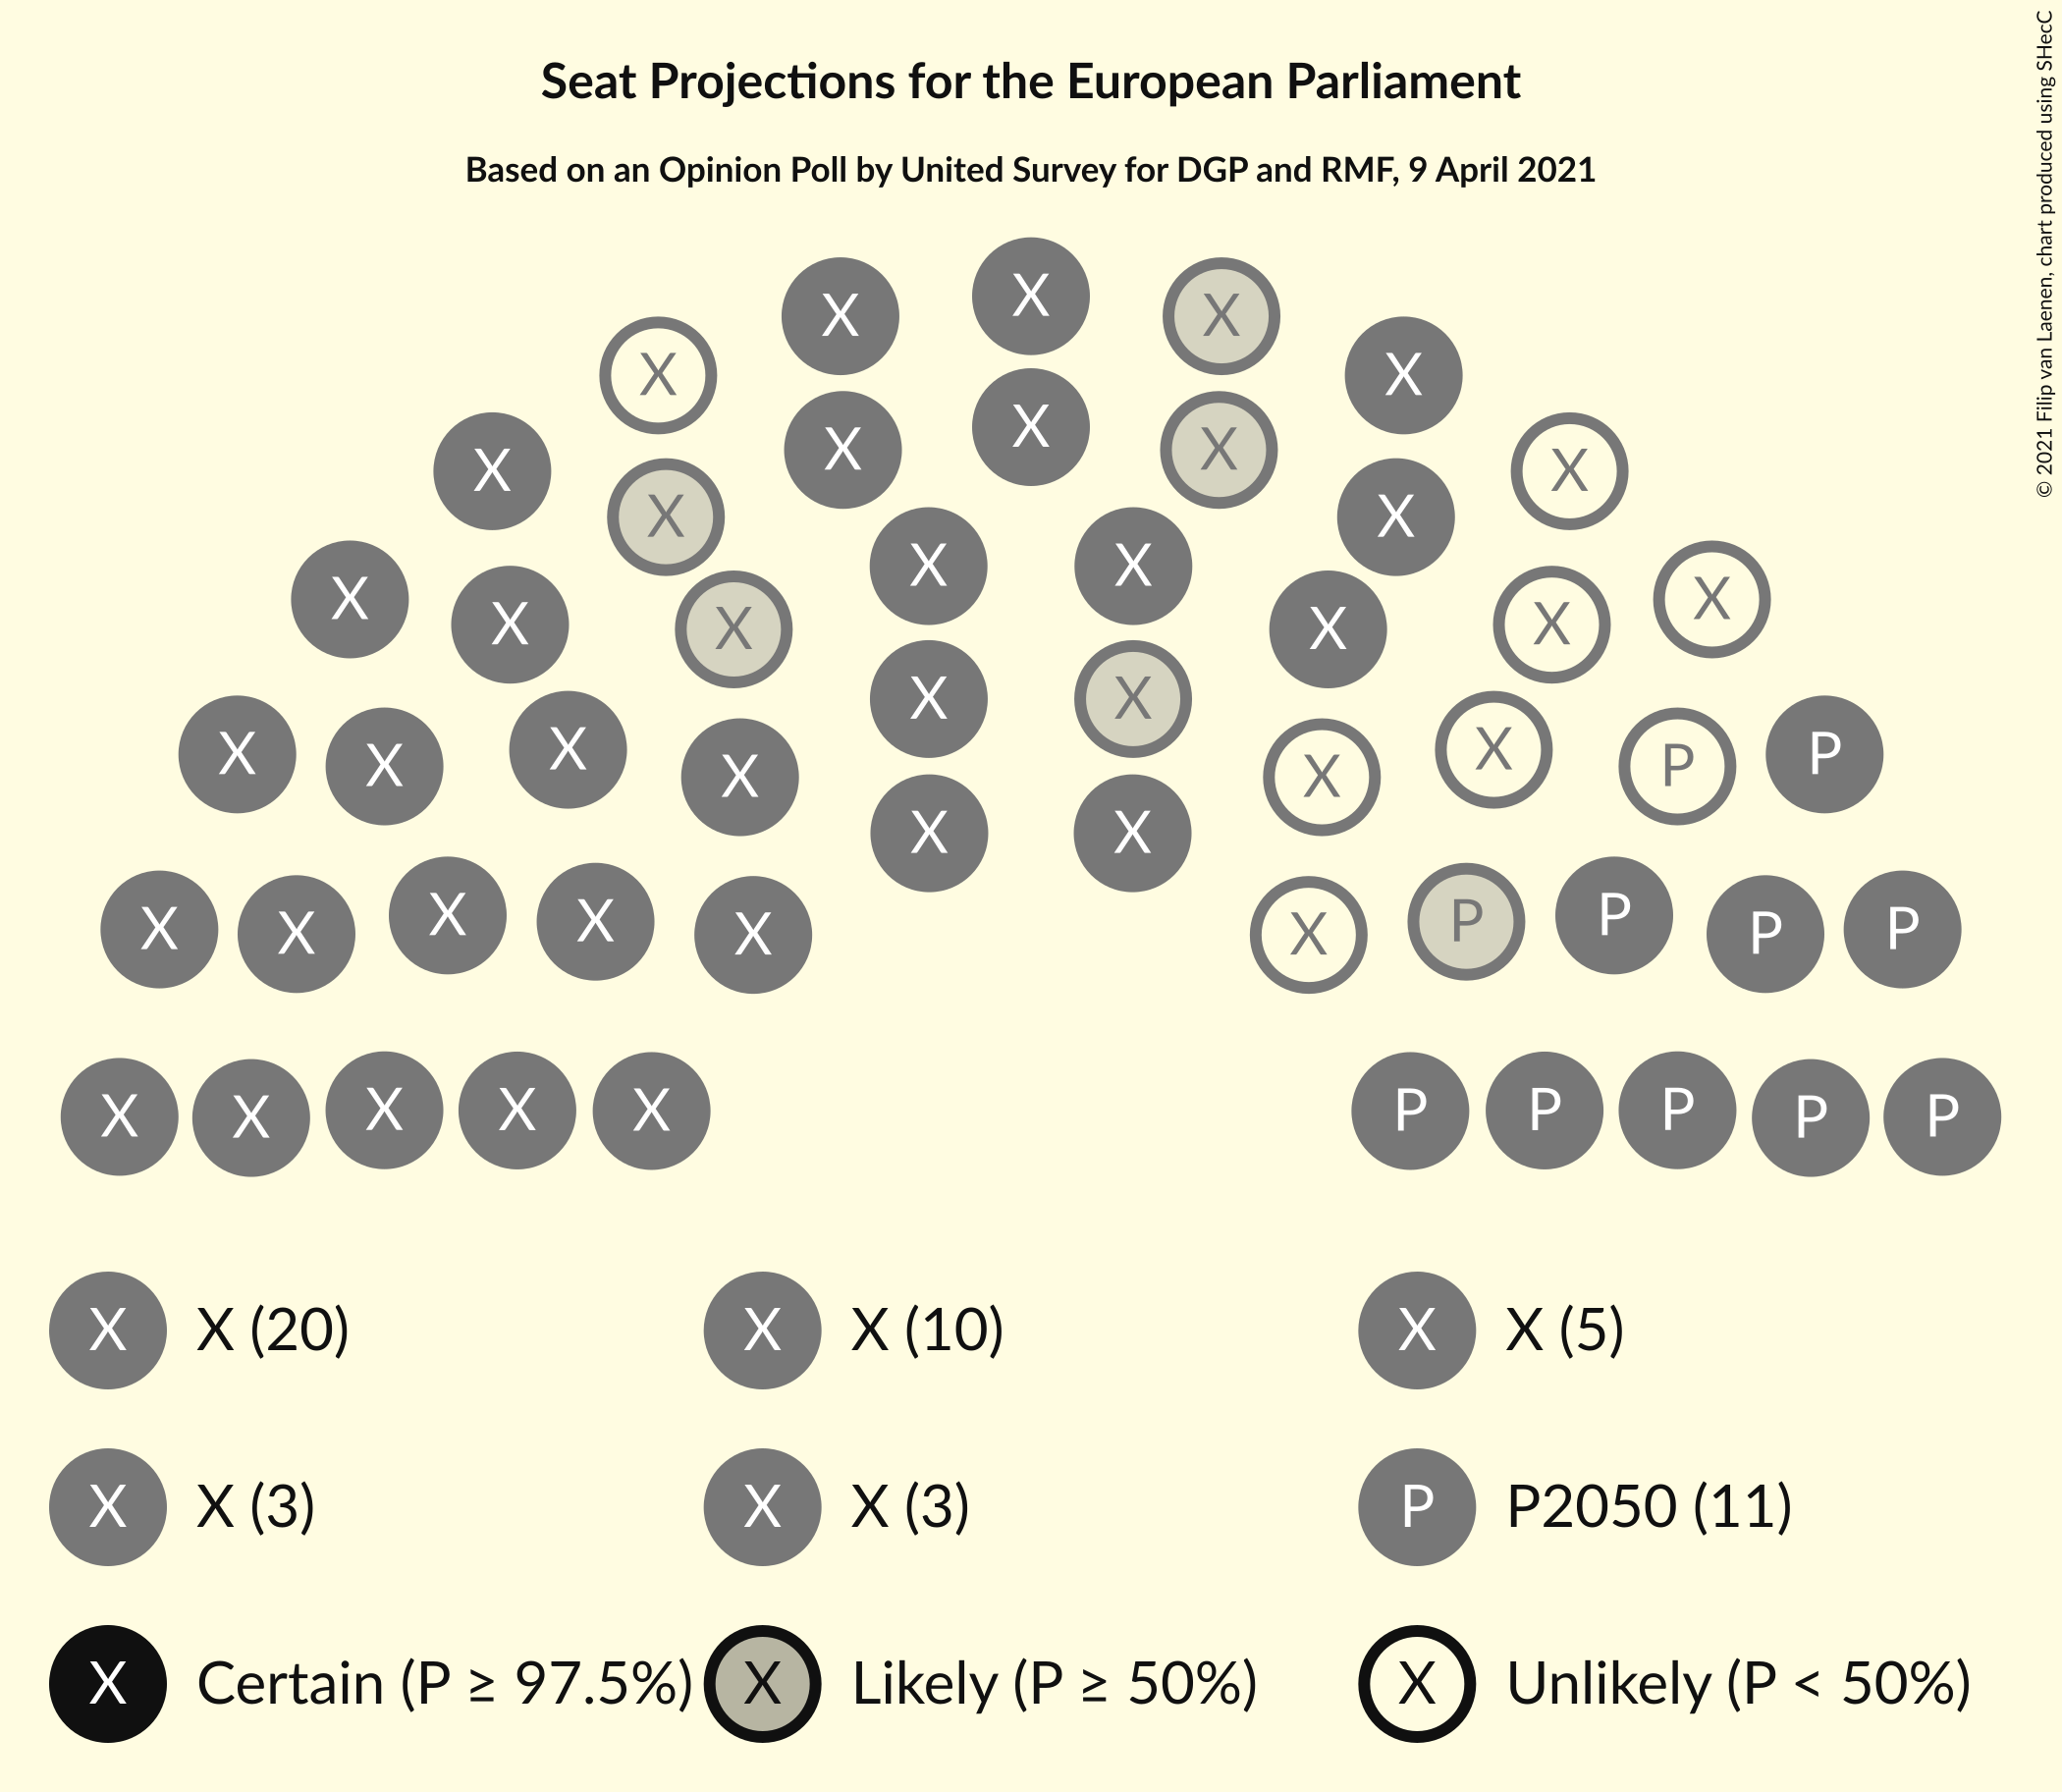 Seat Projections for the European Parliament
Based on an Opinion Poll by United Survey for DGP and RMF, 9 April 2021
© 2021 Filip van Laenen, chart produced using SHecC
X
X X
X X
X
X X
X
X X
X X
X X X
X X
X X X
X X X X
X
X X X X X X P P
X X
X X X X X X P P P P
X X X X X P P P P P
X X (20) X X (10) X X (5)
X X (3) X X (3) P P2050 (11)
X Certain (P ≥ 97.5%) X Likely (P ≥ 50%) X Unlikely (P < 50%)